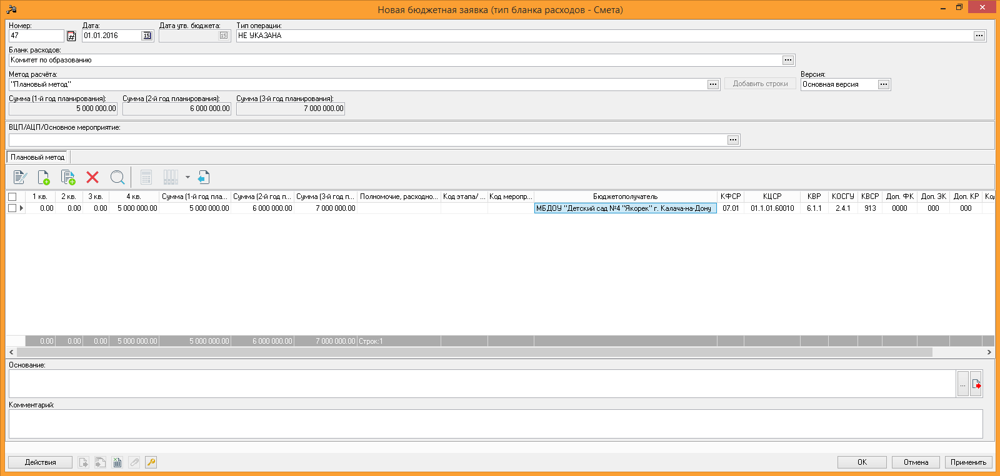 Новая бюджетная заявка (тип бланка расходов - Смета)
Номер: Дата: Дата утв. бюджета: Тип операции:
47 01.01.2016 15 15 НЕ УКАЗАНА ...
Бланк расходов:
Комитет по образованию ...
Метод расчёта: Версия:
"Плановый метод" ... Добавить строки Основная версия ...
Сумма (1-й год планирования): Сумма (2-й год планирования): Сумма (3-й год планирования):
5 000 000.00 6 000 000.00 7 000 000.00
ВЦП/АЦП/Основное мероприятие:
...
Плановый метод
1 кв. 2 кв. 3 кв. 4 кв. Сумма (1-й год пла... Сумма (2-й год п... Сумма (3-й год п... Полномочие, расходно... Код этапа/ ... Код меропр... Бюджетополучатель КФСР КЦСР КВР КОСГУ КВСР Доп. ФК Доп. ЭК Доп. КР Код
0.00 0.00 0.00 5 000 000.00 5 000 000.00 6 000 000.00 7 000 000.00 МБДОУ "Детский сад №4 "Якорек" г. Калача-на-Дону 07.01 01.1.01.60010 6.1.1 2.4.1 913 0000 000 000
0.00 0.00 0.00 5 000 000.00 5 000 000.00 6 000 000.00 7 000 000.00 Строк:1
Основание:
...
Комментарий:
Действия OK Отмена Применить